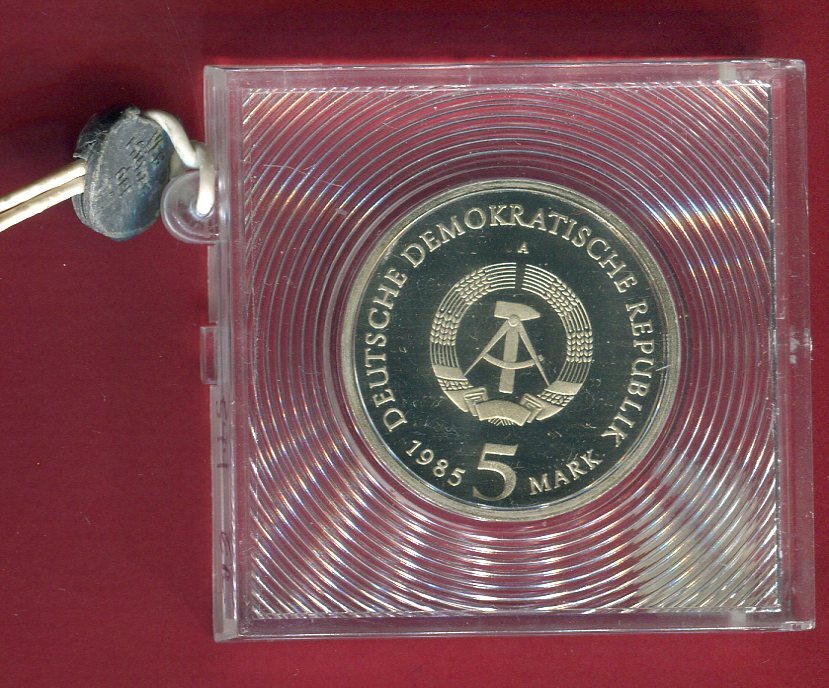 DEUTSCHE DEMOKRATISCHE REPUBLIK
A
1985 5 MARK